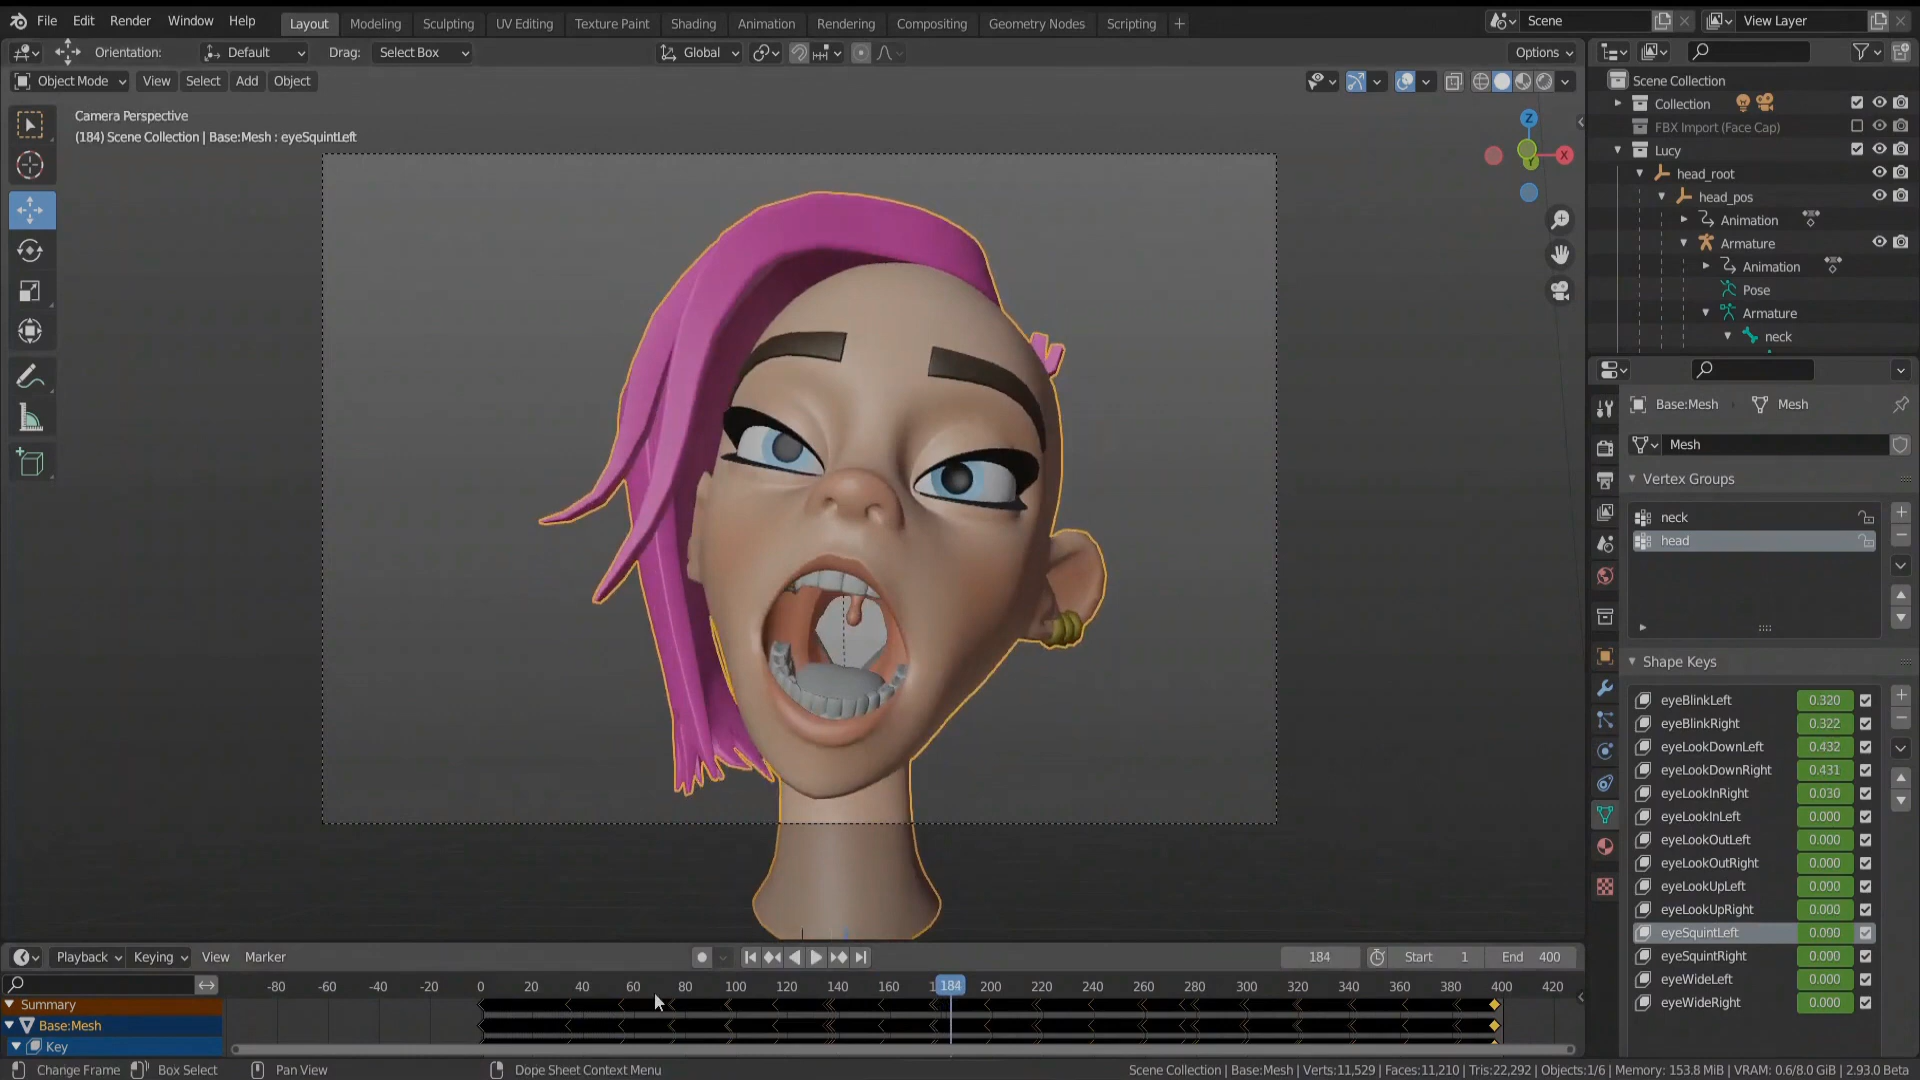 File Edit Render Window Help
Layout Modeling Sculpting UV Editing Texture Paint Shading Animation Rendering Compositing Geometry Nodes Scripting +
Scene
View Layer
Orientation: Default Drag: Select Box
Global
Options
Object Mode View Select Add Object
Camera Perspective
(184) Scene Collection | Base:Mesh : eyeSquintLeft
Z
X
Y
Scene Collection
Collection
FBX Import (Face Cap)
Lucy
head_root
head_pos
Animation
Armature
Animation
Pose
Armature
neck
Base:Mesh Mesh
Mesh
Vertex Groups
neck
head
Shape Keys
eyeBlinkLeft 0.320
eyeBlinkRight 0.322
eyeLookDownLeft 0.432
eyeLookDownRight 0.431
eyeLookInRight 0.030
eyeLookInLeft 0.000
eyeLookOutLeft 0.000
eyeLookOutRight 0.000
eyeLookUpLeft 0.000
eyeLookUpRight 0.000
eyeSquintLeft 0.000
eyeSquintRight 0.000
eyeWideLeft 0.000
eyeWideRight 0.000
Playback Keying View Marker
184 Start 1 End 400
-80 -60 -40 -20 0 20 40 60 80 100 120 140 160 184 200 220 240 260 280 300 320 340 360 380 400 420
Summary
Base:Mesh
Key
Change Frame Box Select Pan View Dope Sheet Context Menu
Scene Collection | Base:Mesh | Verts:11,529 | Faces:11,210 | Tris:22,292 | Objects:1/6 | Memory: 153.8 MiB | VRAM: 0.6/8.0 GiB | 2.93.0 Beta